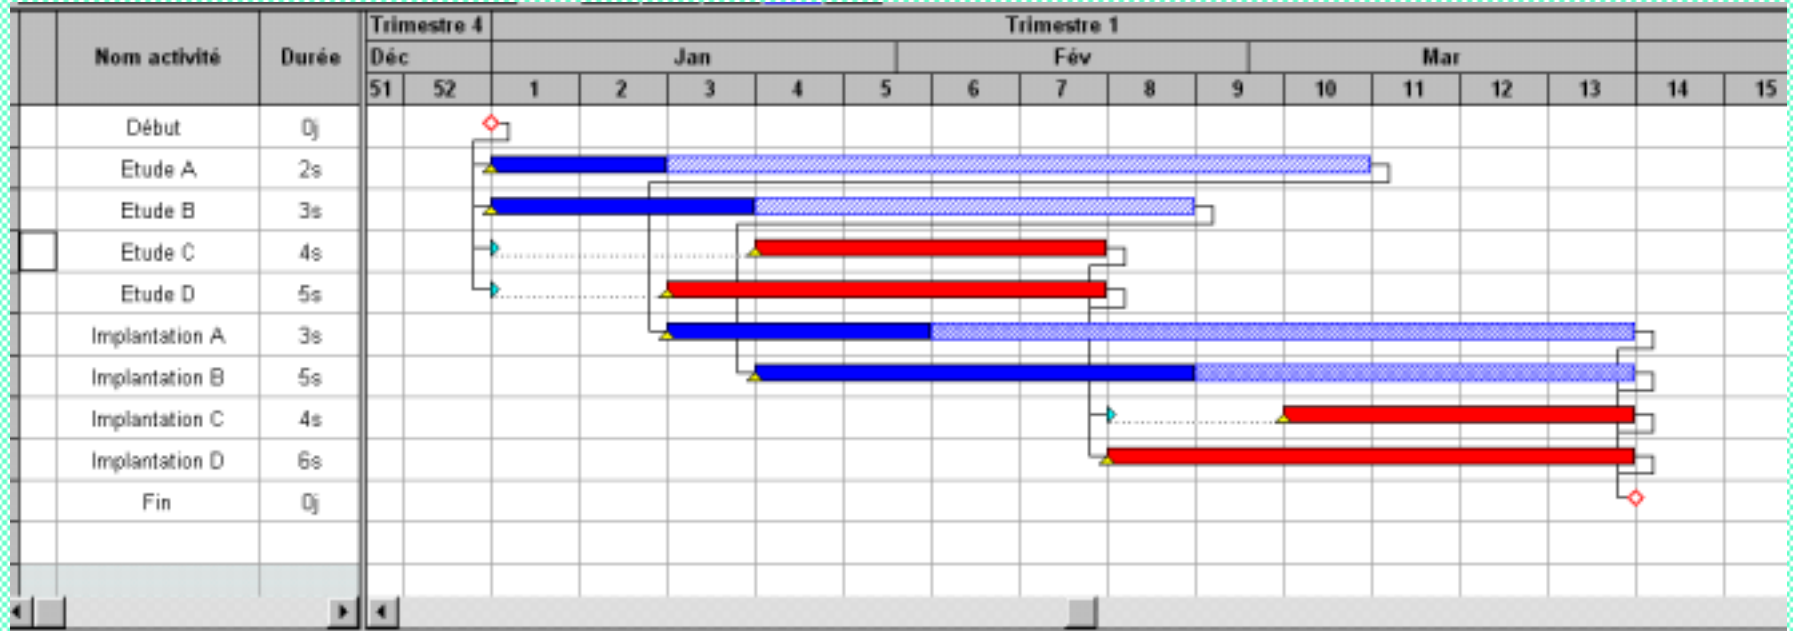 Trimestre 4 Trimestre 1
Nom activité Durée Déc Jan Fév Mar
51 52 1 2 3 4 5 6 7 8 9 10 11 12 13 14 15
Début 0j
Etude A 2s
Etude B 3s
Etude C 4s
Etude D 5s
Implantation A 3s
Implantation B 5s
Implantation C 4s
Implantation D 6s
Fin 0j